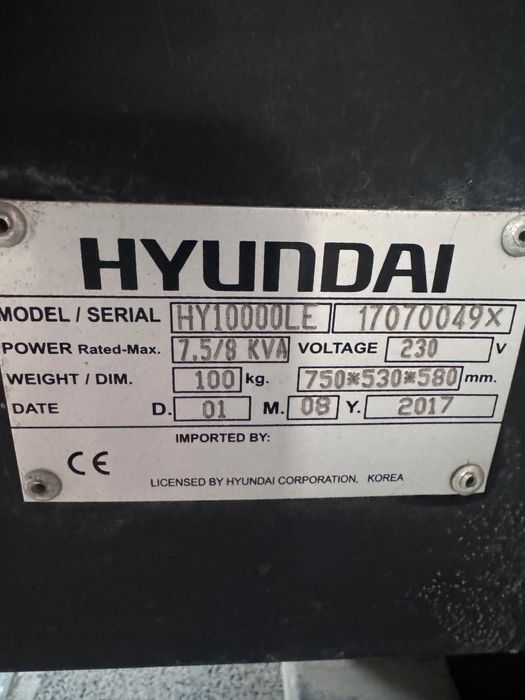 HYUNDAI
MODEL / SERIAL HY10000LE 17070049X
POWER Rated-Max. 7.5/8 KVA VOLTAGE 230 V
WEIGHT / DIM. 100 kg. 750*530*580 mm.
DATE D. 01 M. 08 Y. 2017
IMPORTED BY:
CE
LICENSED BY HYUNDAI CORPORATION, KOREA